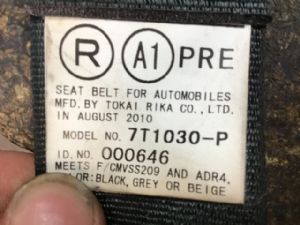 R A1 PRE
SEAT BELT FOR AUTOMOBILES
MFD. BY TOKAI RIKA CO., LTD.
IN AUGUST 2010
MODEL NO. 7T1030-P
ID.NO. 000646
MEETS F/CMVSS209 AND ADR4.
OR:BLACK, GREY OR BEIGE